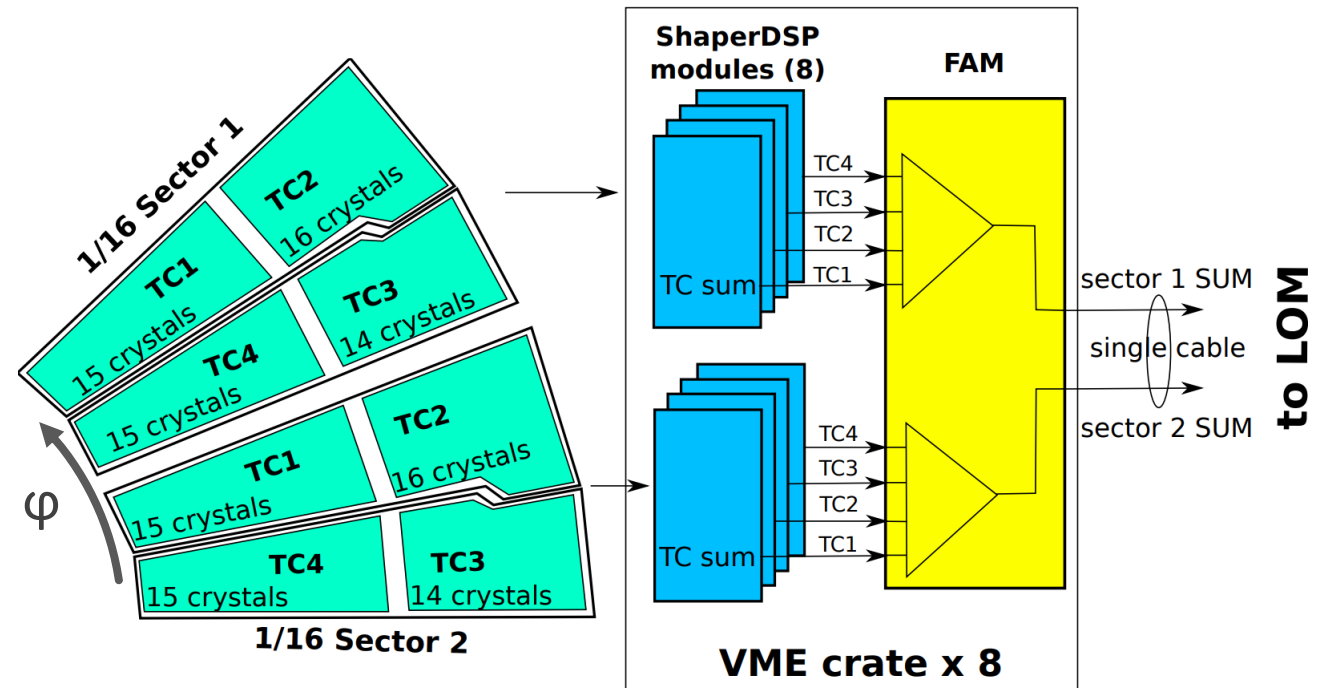 1/16 Sector 1
TC2
16 crystals
TC1
15 crystals
TC3
14 crystals
TC4
15 crystals
φ
TC2
16 crystals
TC1
15 crystals
TC4
15 crystals
TC3
14 crystals
1/16 Sector 2
ShaperDSP
modules (8)
FAM
TC4
TC3
TC2
TC1
TC sum
TC4
TC3
TC2
TC1
TC sum
VME crate x 8
sector 1 SUM
single cable
sector 2 SUM
to LOM